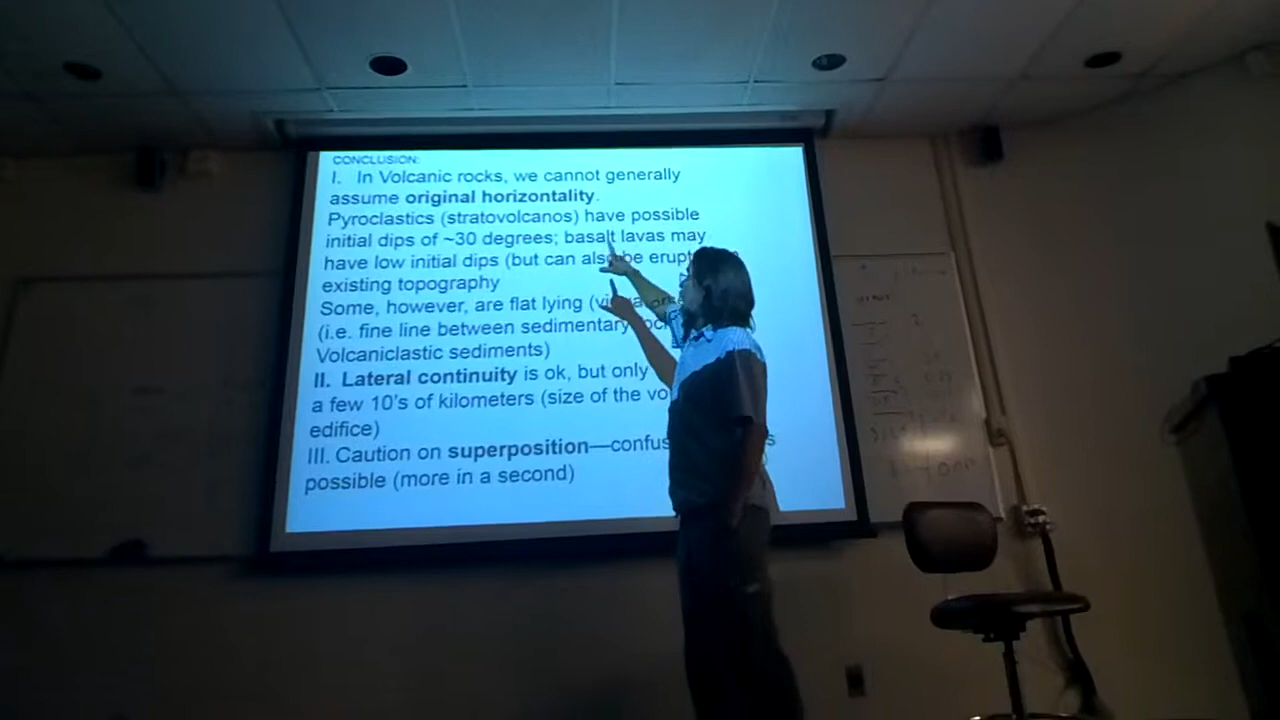 CONCLUSION:
I. In Volcanic rocks, we cannot generally
assume original horizontality.
Pyroclastics (stratovolcanos) have possible
initial dips of ~30 degrees; basalt lavas may
have low initial dips (but can also be
existing topography
Some, however, are flat lying
(i.e. fine line between sedimentary
Volcaniclastic sediments)
II. Lateral continuity is ok, but only
a few 10's of kilometers (size of the
edifice)
III. Caution on superposition—
possible (more in a second)